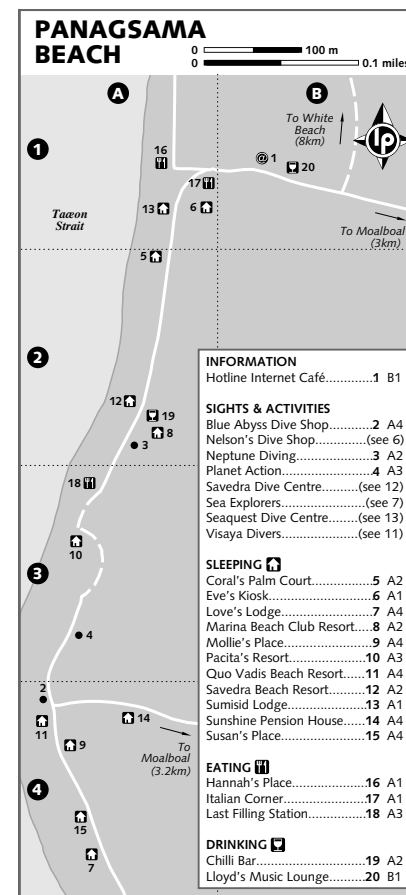 PANAGSAMA
BEACH
0 100 m
0 0.1 miles
A
B
1
2
3
4
To White
Beach
(8km)
lp
16
@ 1
20
17
13
6
Taæon
Strait
To Moalboal
(3km)
5
12
19
8
3
18
10
4
2
14
11
9
To
Moalboal
(3.2km)
15
7
INFORMATION
Hotline Internet Café.............1 B1
SIGHTS & ACTIVITIES
Blue Abyss Dive Shop............2 A4
Nelson's Dive Shop..............(see 6)
Neptune Diving....................3 A2
Planet Action.......................4 A3
Savedra Dive Centre..........(see 12)
Sea Explorers.......................(see 7)
Seaquest Dive Centre........(see 13)
Visaya Divers.....................(see 11)
SLEEPING
Coral's Palm Court................5 A2
Eve's Kiosk...........................6 A1
Love's Lodge........................7 A4
Marina Beach Club Resort.....8 A2
Mollie's Place.......................9 A4
Pacita's Resort....................10 A3
Quo Vadis Beach Resort......11 A4
Savedra Beach Resort..........12 A2
Sumisid Lodge....................13 A1
Sunshine Pension House......14 A4
Susan's Place......................15 A4
EATING
Hannah's Place...................16 A1
Italian Corner.....................17 A1
Last Filling Station..............18 A3
DRINKING
Chilli Bar............................19 A2
Lloyd's Music Lounge..........20 B1